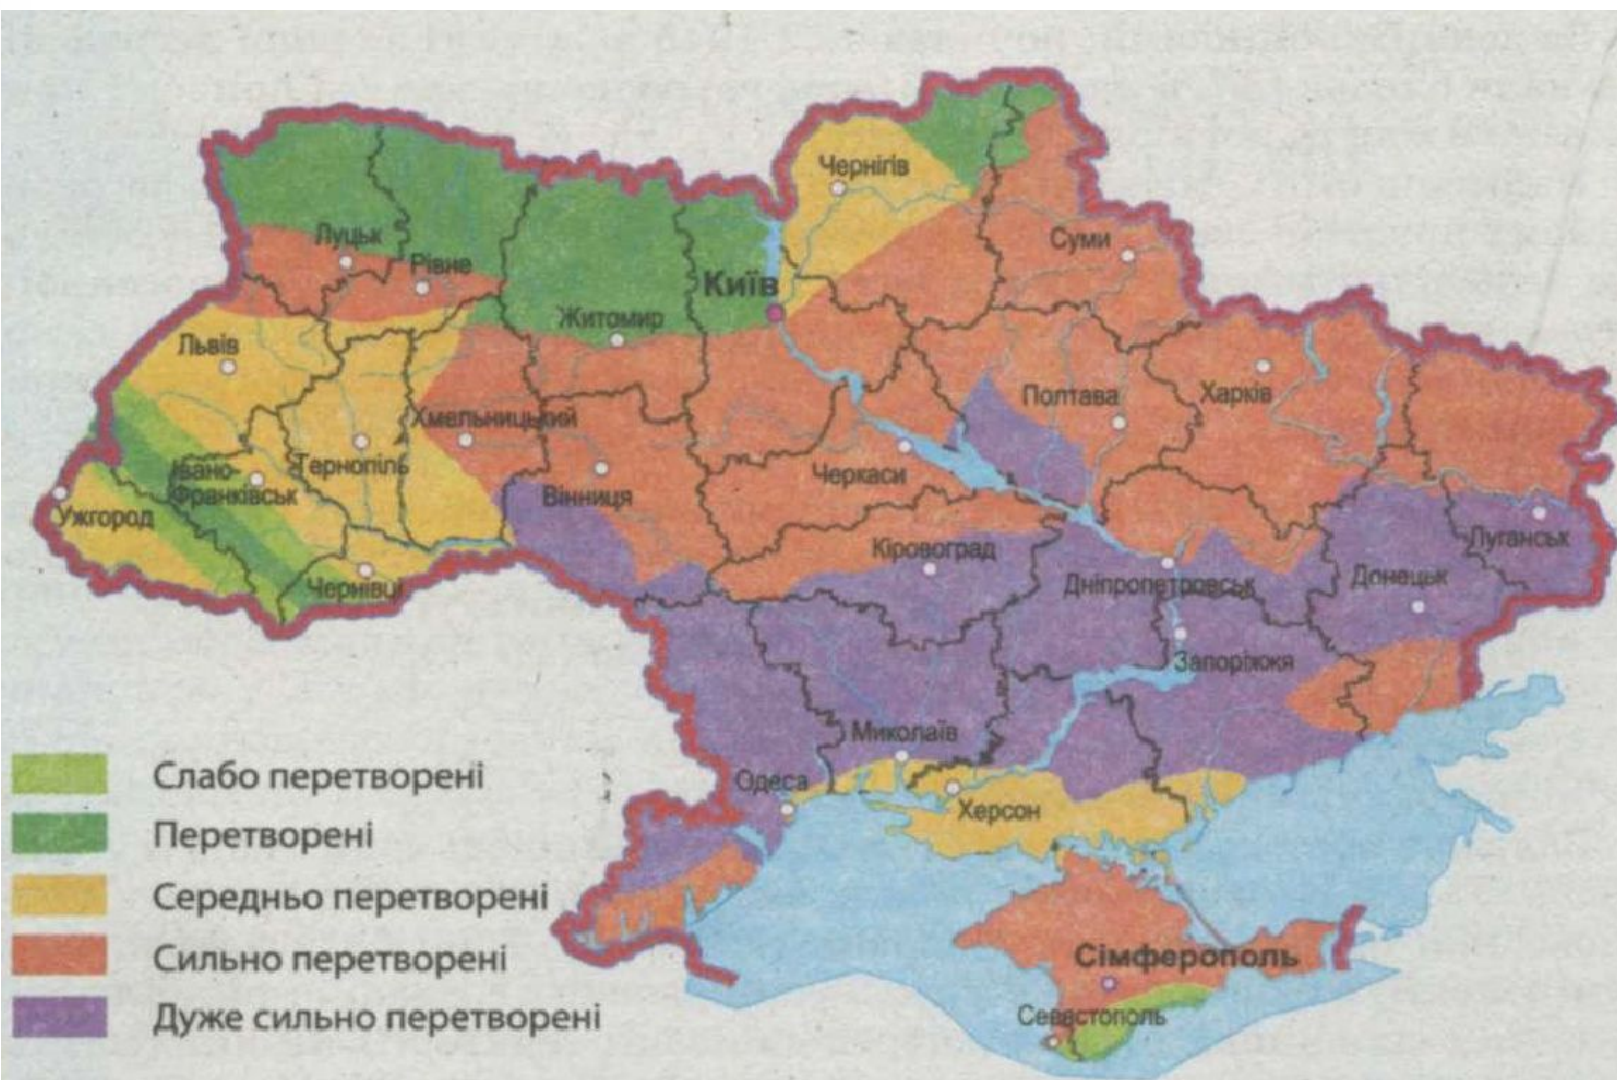 Чернігів
Луцьк
Рівне
Суми
Київ
Житомир
Львів
Полтава
Харків
Хмельницький
Івано-
Франківськ
Тернопіль
Черкаси
Вінниця
Ужгород
Кіровоград
Луганськ
Чернівці
Дніпропетровськ
Донецьк
Запоріжжя
Миколаїв
Одеса
Херсон
Слабо перетворені
Перетворені
Середньо перетворені
Сильно перетворені
Дуже сильно перетворені
Сімферополь
Севастополь